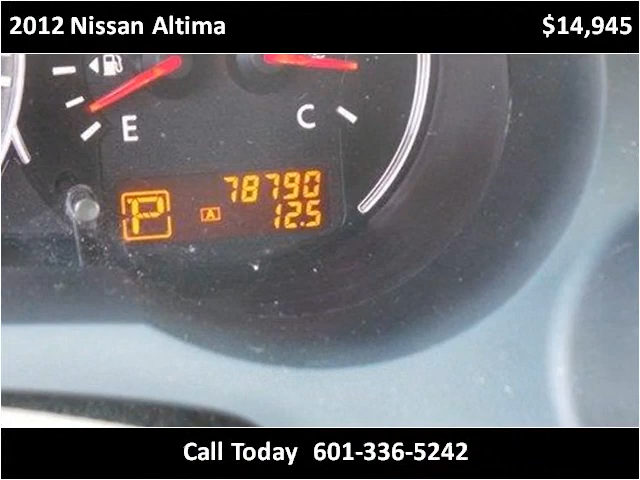 2012 Nissan Altima $14,945
E C
78790
P A 12.5
Call Today 601-336-5242